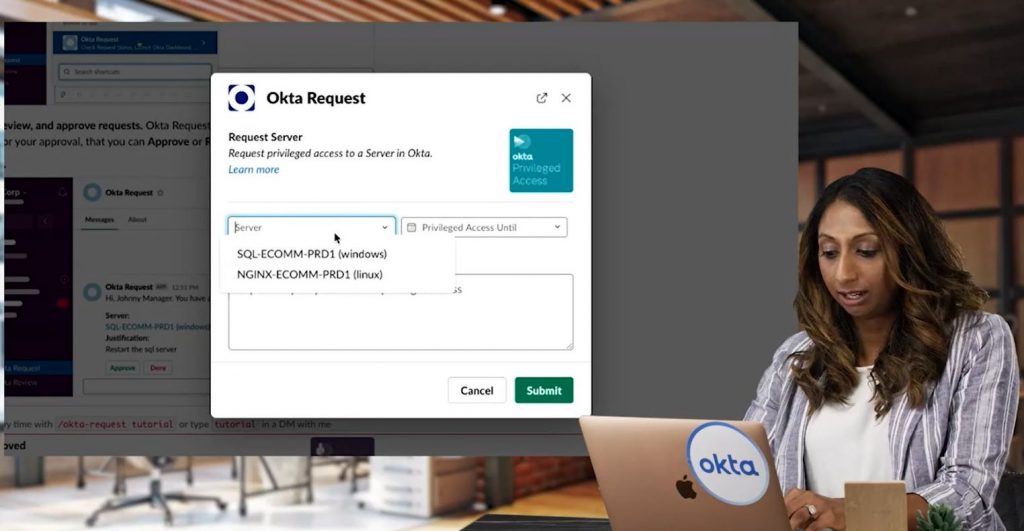 Okta Request
Check Request Status, Launch Okta Dashboard
Search shortcuts
eview, and approve requests. Okta Request
or your approval, that you can Approve or R
Corp
Okta Request
Messages About
Okta Request APP 12:51 PM
Hi, Johnny Manager. You have a
Server:
SQL-ECOMM-PRD1 (windows)
Justification:
Restart the sql server
Approve Deny
kta Request
kta Review
ny time with /okta-request tutorial or type tutorial in a DM with me
oved
Okta Request
Request Server
Request privileged access to a Server in Okta.
Learn more
okta
Privileged
Access
Server
Privileged Access Until
SQL-ECOMM-PRD1 (windows)
NGINX-ECOMM-PRD1 (linux)
Cancel Submit
okta